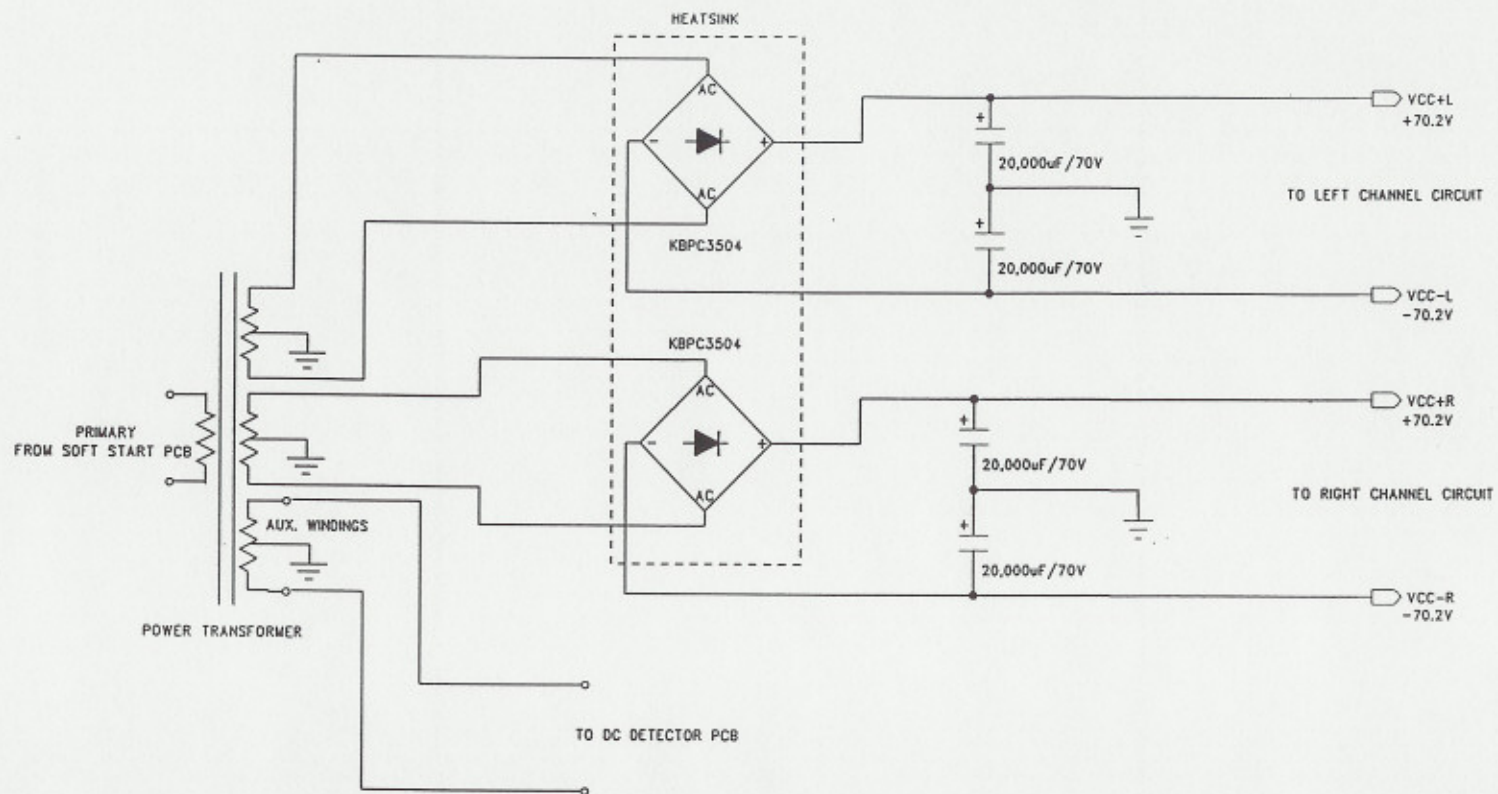 HEATSINK
AC
-
+
AC
KBPC3504
VCC+L
+70.2V
+
20,000uF/70V
TO LEFT CHANNEL CIRCUIT
+
20,000uF/70V
VCC-L
-70.2V
KBPC3504
AC
-
+
AC
VCC+R
+70.2V
+
20,000uF/70V
TO RIGHT CHANNEL CIRCUIT
+
20,000uF/70V
VCC-R
-70.2V
PRIMARY
FROM SOFT START PCB
AUX. WINDINGS
POWER TRANSFORMER
TO DC DETECTOR PCB